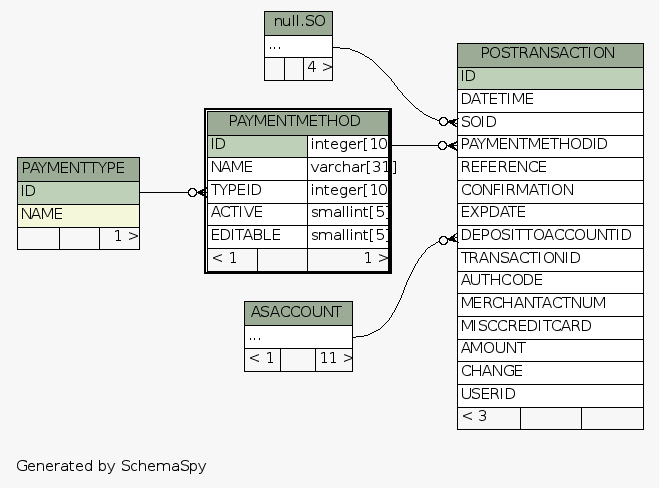 null.SO
...
4 >
POSTRANSACTION
ID
DATETIME
SOID
PAYMENTMETHODID
REFERENCE
CONFIRMATION
EXPDATE
DEPOSITTOACCOUNTID
TRANSACTIONID
AUTHCODE
MERCHANTACTNUM
MISCCREDITCARD
AMOUNT
CHANGE
USERID
< 3
PAYMENTMETHOD
ID integer[10
NAME varchar[31]
TYPEID integer[10
ACTIVE smallint[5]
EDITABLE smallint[5]
< 1 1 >
PAYMENTTYPE
ID
NAME
1 >
ASACCOUNT
...
< 1 11 >
Generated by SchemaSpy